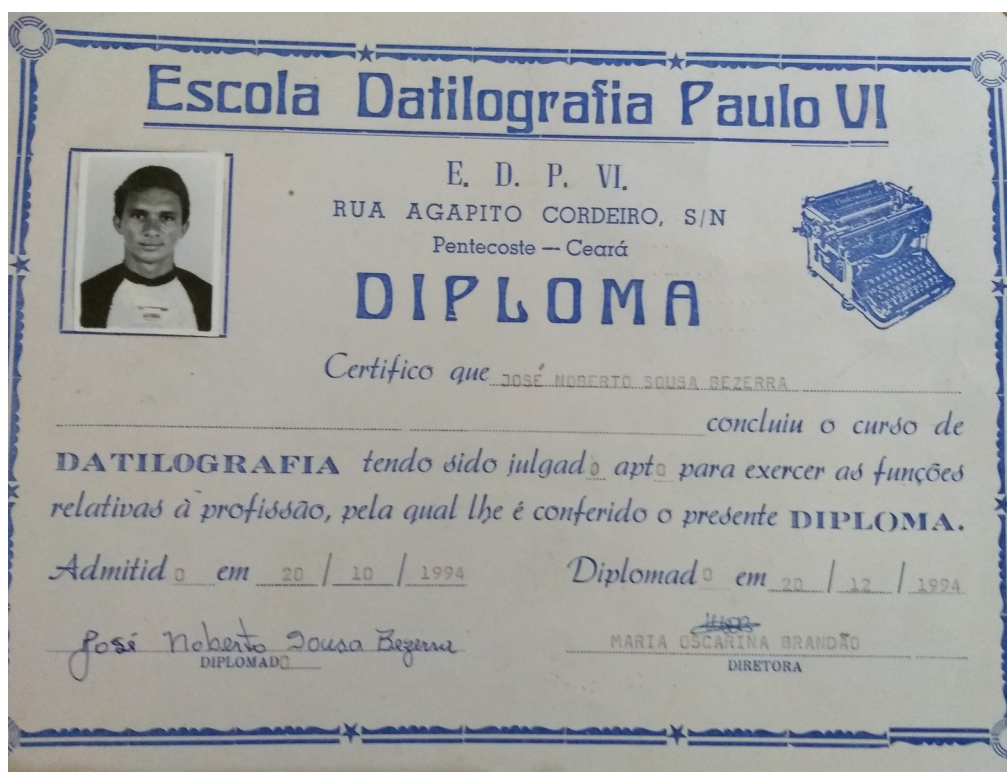 Escola Datilografia Paulo VI
E. D. P. VI.
RUA AGAPITO CORDEIRO, S/N
Pentecoste — Ceará
DIPLOMA
Certifico que JOSÉ NOBERTO SOUSA BEZERRA
concluiu o curso de
DATILOGRAFIA tendo sido julgado apto para exercer as funções
relativas à profissão, pela qual lhe é conferido o presente DIPLOMA.
Admitido em 20 / 10 / 1994
Diplomado em 20 / 12 / 1994
José Noberto Sousa Bezerra
DIPLOMADO
MARIA OSCARINA BRANDÃO
DIRETORA